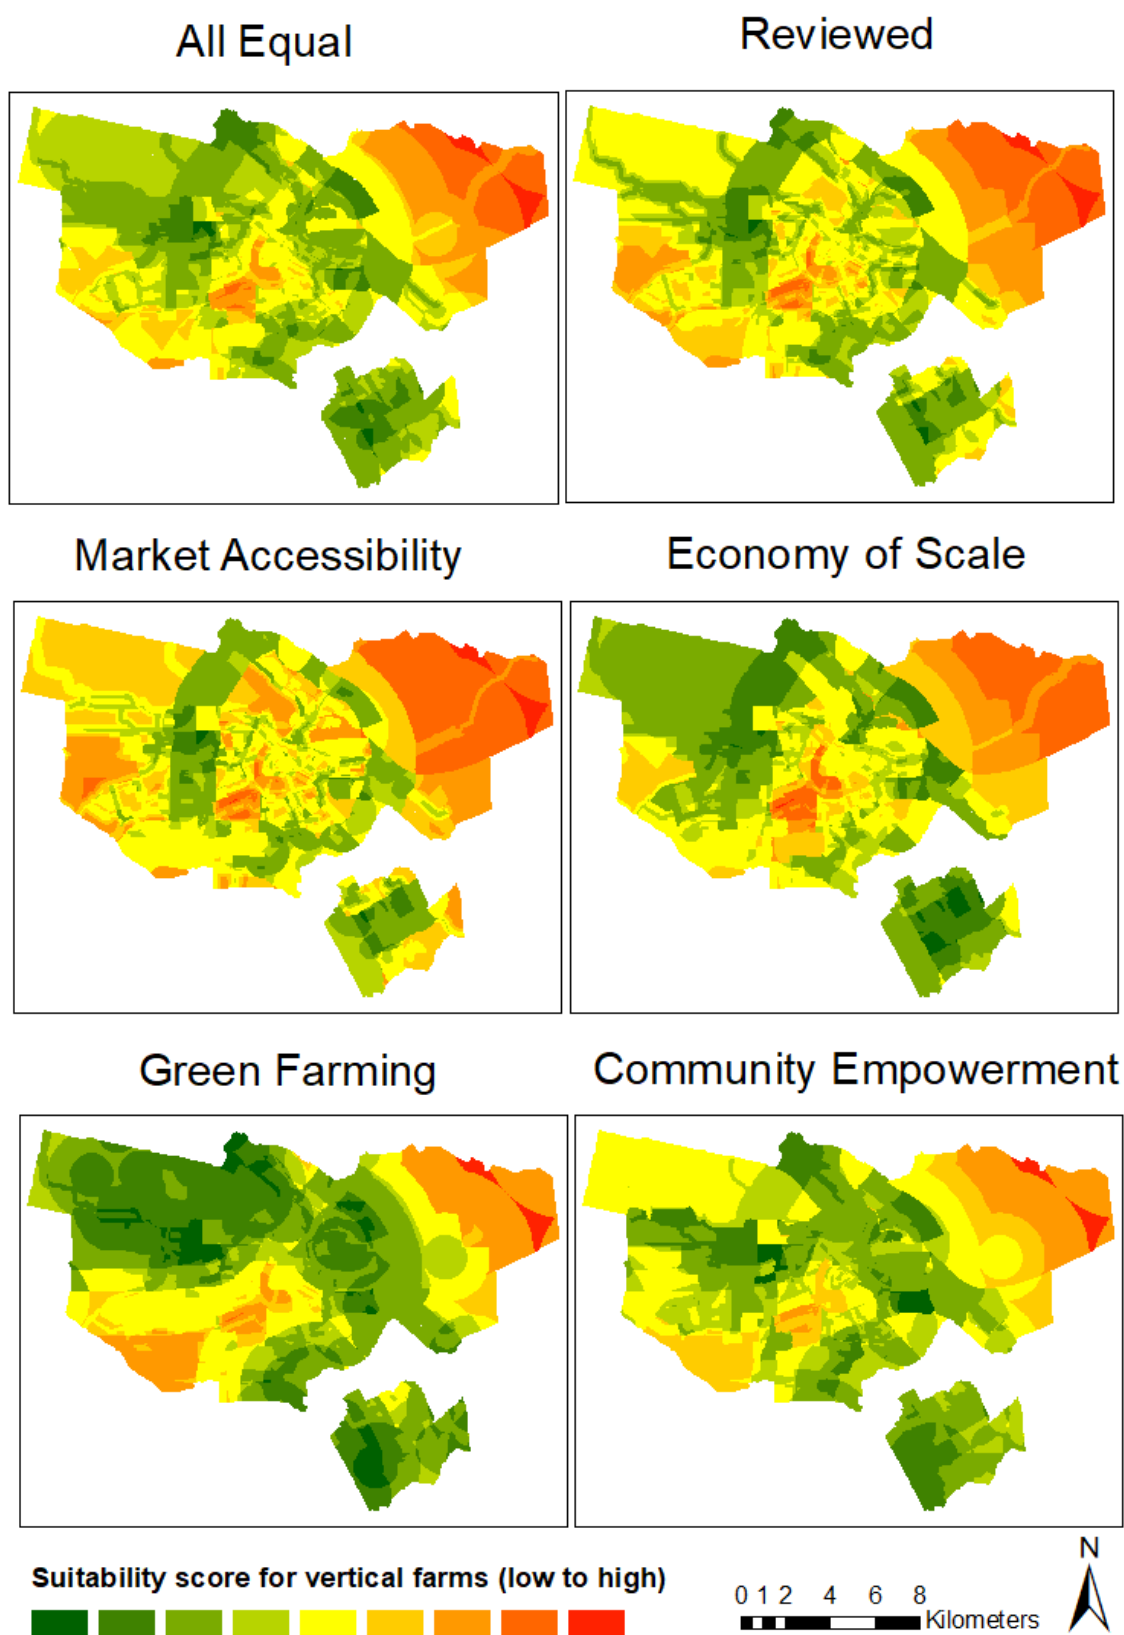 All Equal
Reviewed
Market Accessibility
Economy of Scale
Green Farming
Community Empowerment
Suitability score for vertical farms (low to high)
0 1 2 4 6 8
Kilometers
N